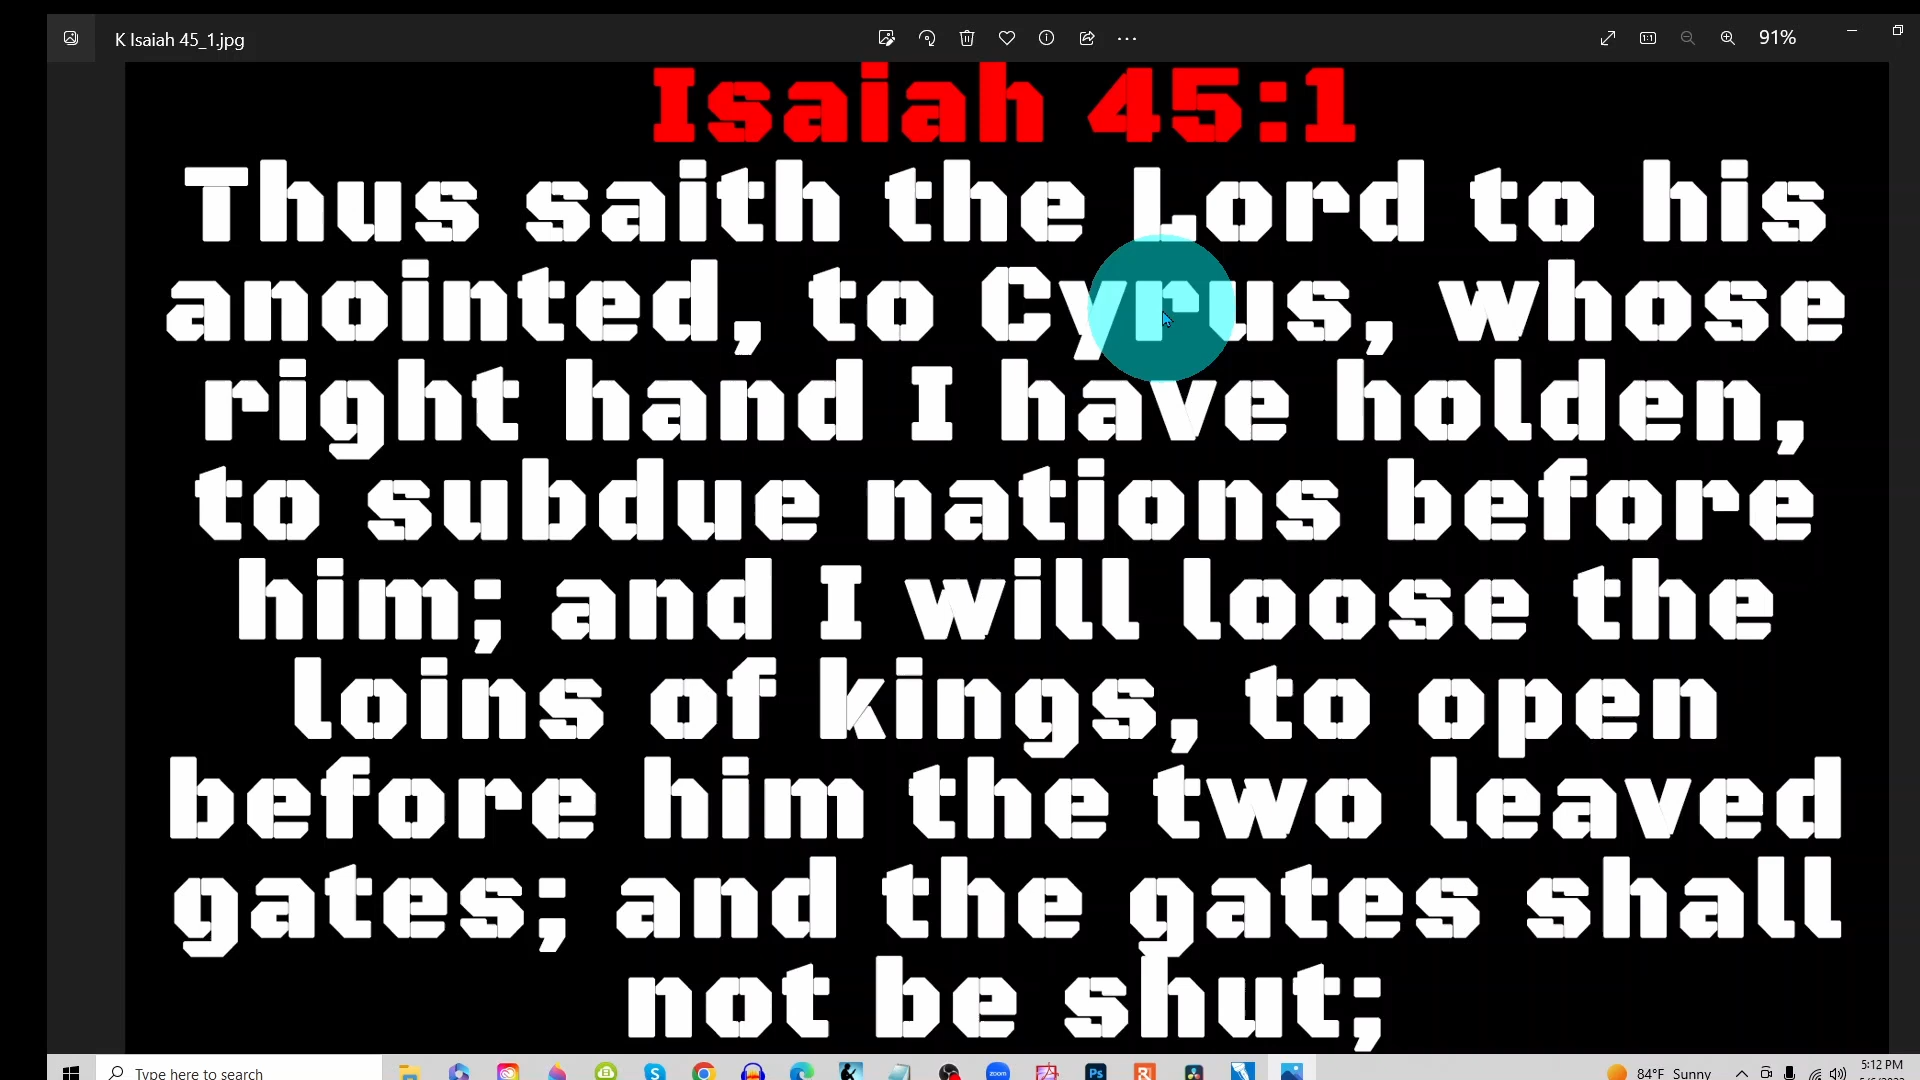 K Isaiah 45_1.jpg
91%
Isaiah 45:1
Thus saith the Lord to his
anointed, to Cyrus, whose
right hand I have holden,
to subdue nations before
him; and I will loose the
loins of kings, to open
before him the two leaved
gates; and the gates shall
not be shut;
Type here to search
zoom
Ps
84°F Sunny
5:12 PM